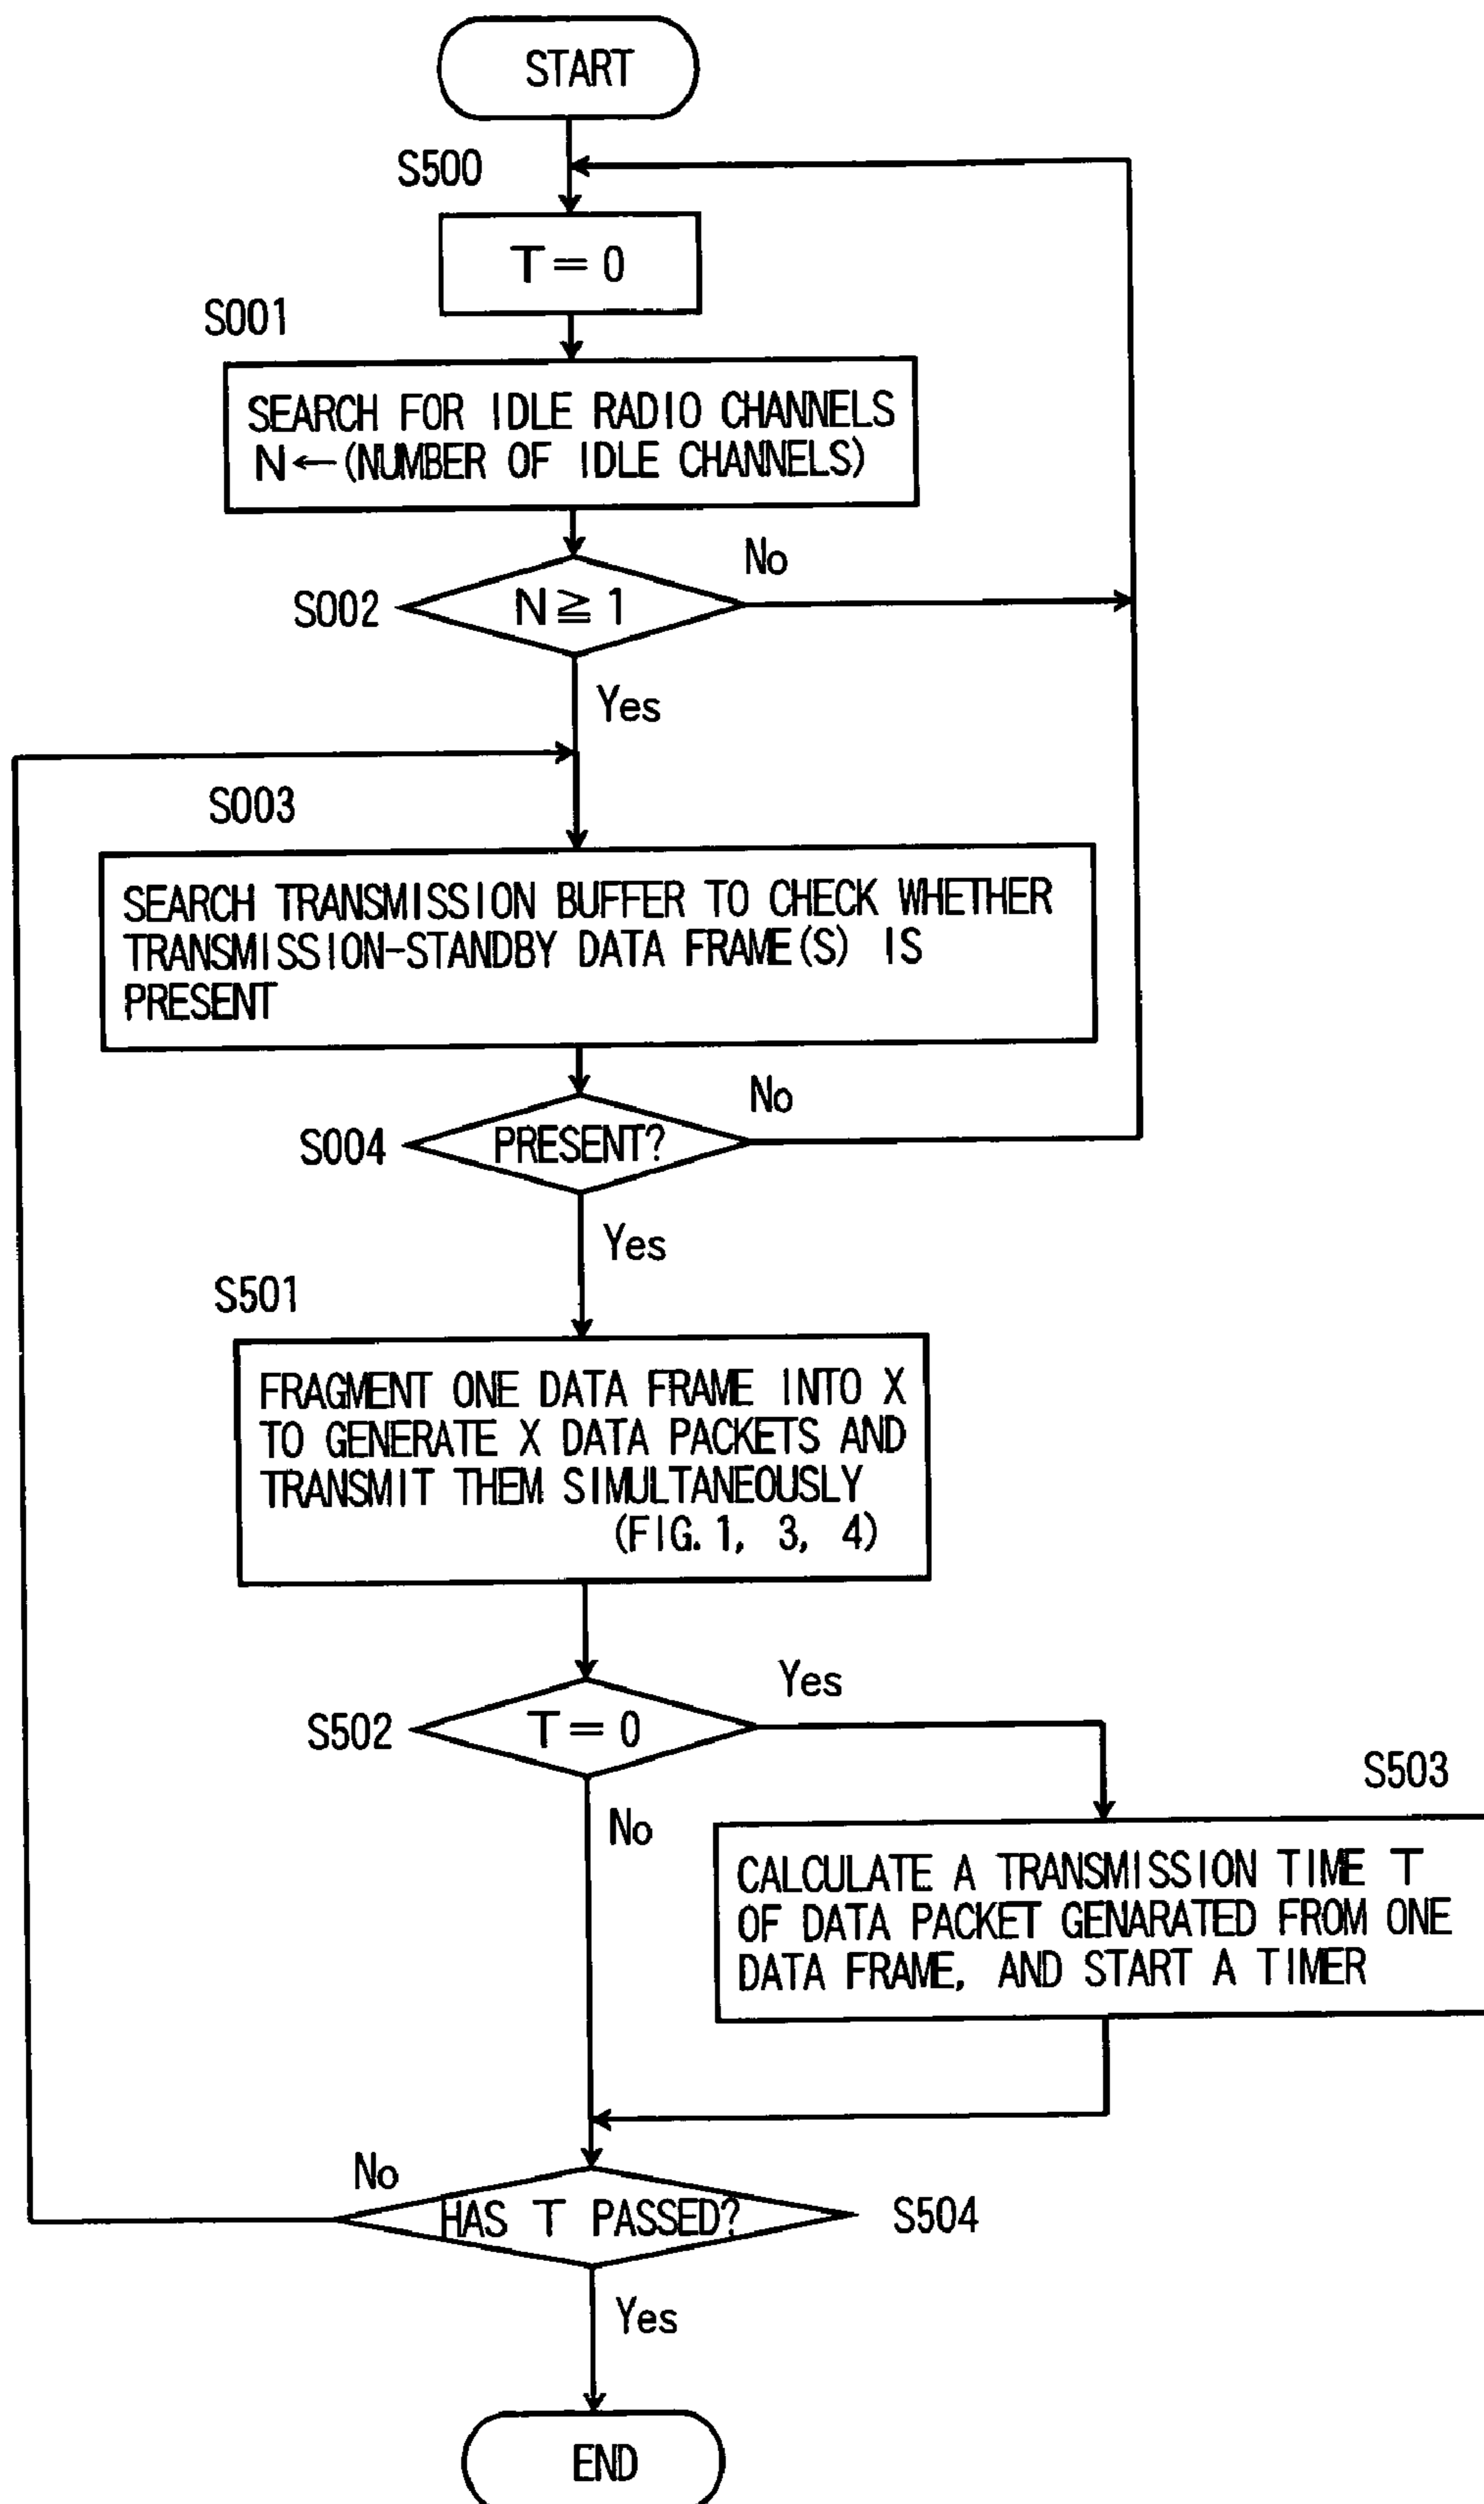 START
S500
T=0
S001
SEARCH FOR IDLE RADIO CHANNELS
N←(NUMBER OF IDLE CHANNELS)
No
S002
N≧1
Yes
S003
SEARCH TRANSMISSION BUFFER TO CHECK WHETHER
TRANSMISSION-STANDBY DATA FRAME(S) IS
PRESENT
No
S004
PRESENT?
Yes
S501
FRAGMENT ONE DATA FRAME INTO X
TO GENERATE X DATA PACKETS AND
TRANSMIT THEM SIMULTANEOUSLY
(FIG. 1, 3, 4)
Yes
S502
T=0
S503
No
CALCULATE A TRANSMISSION TIME T
OF DATA PACKET GENARATED FROM ONE
DATA FRAME, AND START A TIMER
No
HAS T PASSED?
S504
Yes
END